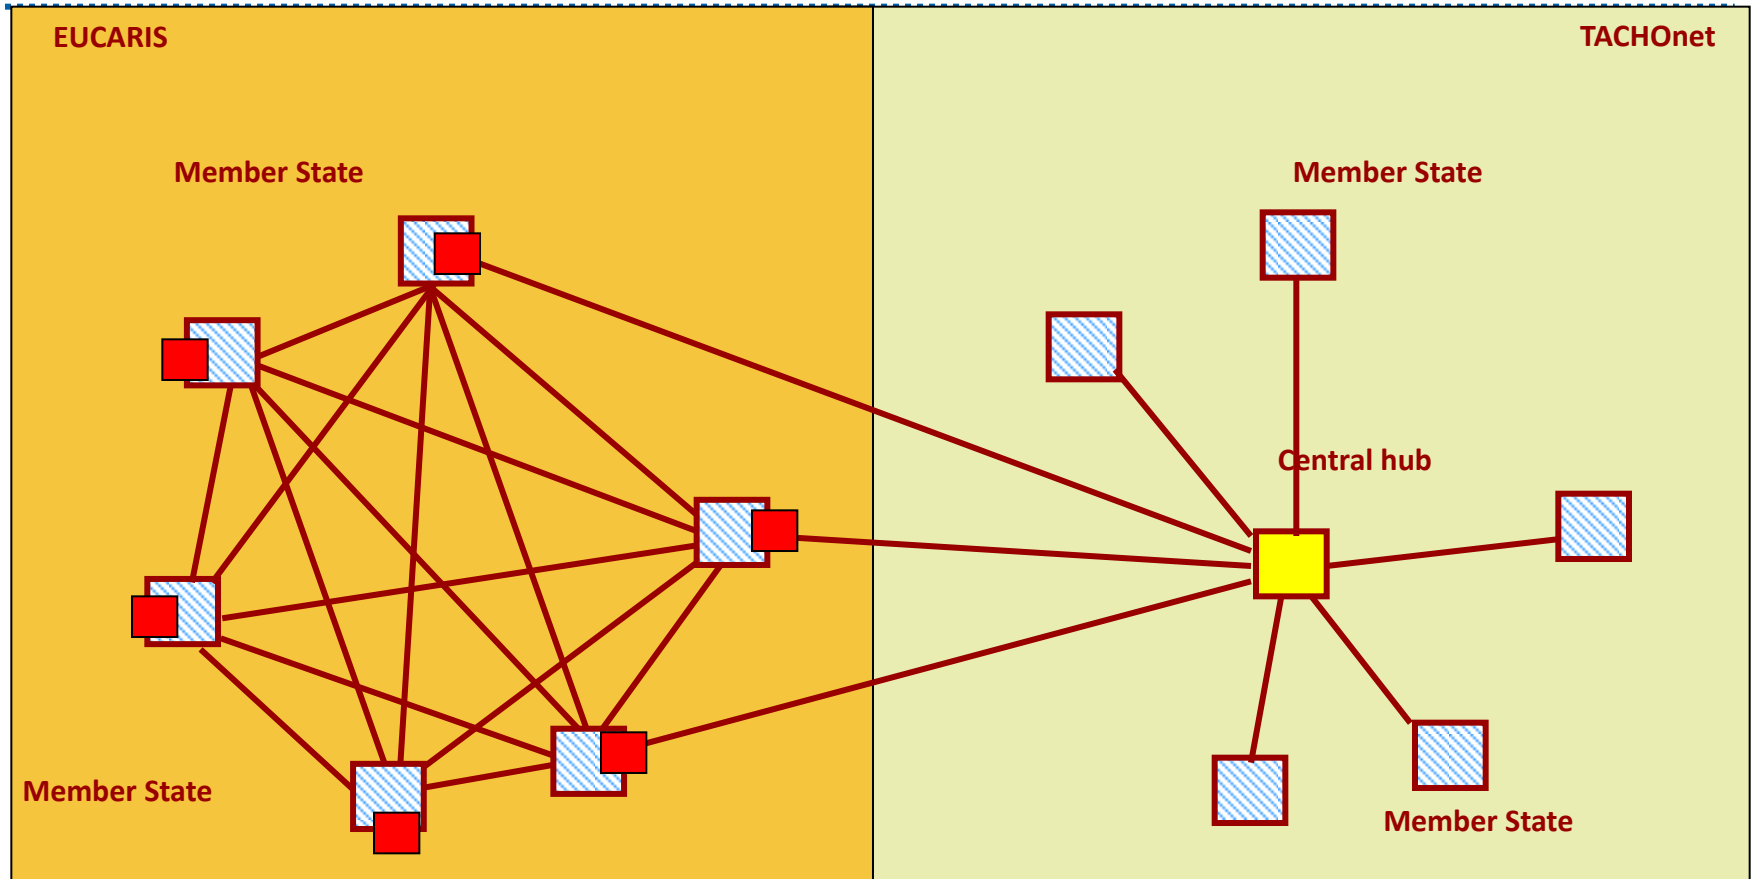 EUCARIS
TACHOnet
Member State
Member State
Central hub
Member State
Member State